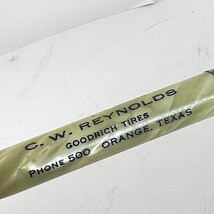 C. W. REYNOLDS
GOODRICH TIRES
PHONE 500 ORANGE, TEXAS